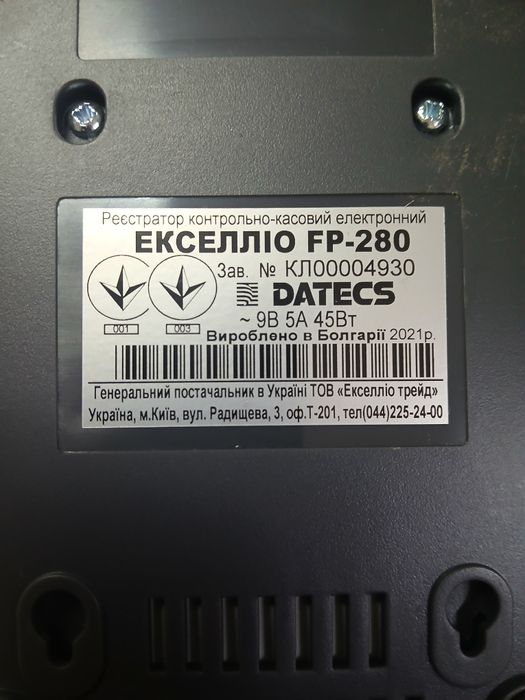 Реєстратор контрольно-касовий електронний
ЕКСЕЛЛІО FP-280
Зав. № КЛ00004930
DATECS
~ 9В 5А 45Вт
001
003
Вироблено в Болгарії 2021р.
Генеральний постачальник в Україні ТОВ «Екселліо трейд»
Україна, м.Київ, вул. Радищева, 3, оф.Т-201, тел(044)225-24-00